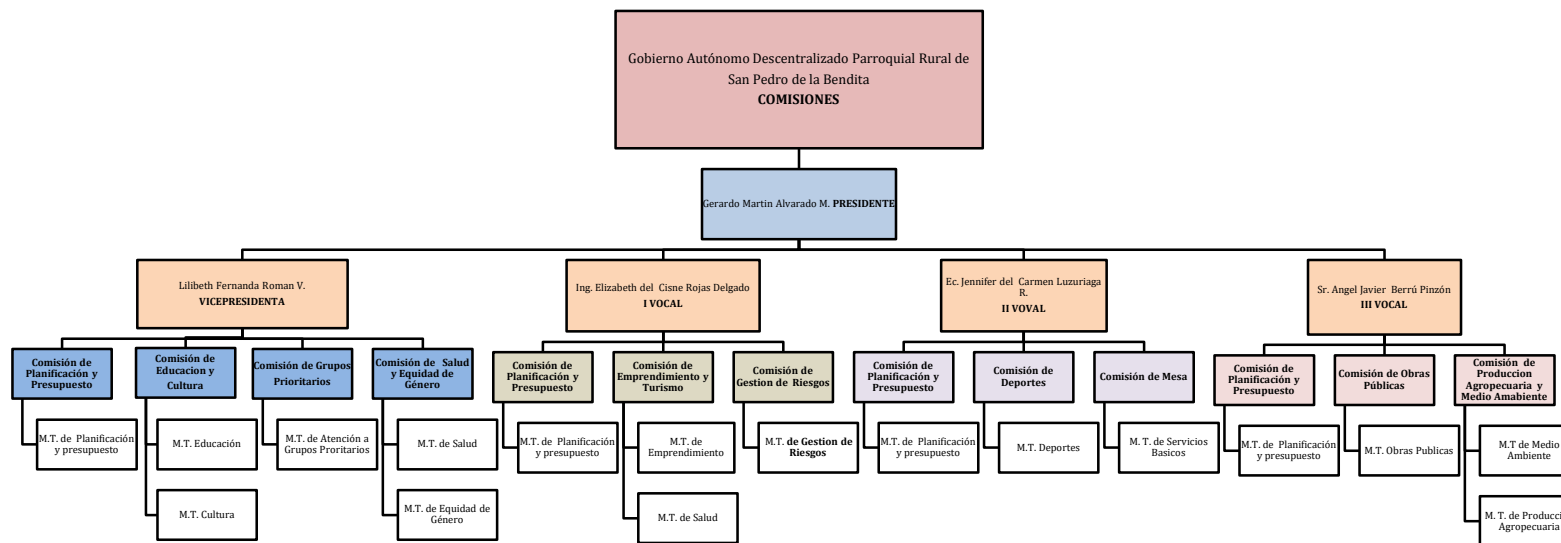 Gobierno Autónomo Descentralizado Parroquial Rural de
San Pedro de la Bendita
COMISIONES
Gerardo Martin Alvarado M. PRESIDENTE
Lilibeth Fernanda Roman V.
VICEPRESIDENTA
Ing. Elizabeth del Cisne Rojas Delgado
I VOCAL
Ec. Jennifer del Carmen Luzuriaga
R.
II VOVAL
Sr. Angel Javier Berrú Pinzón
III VOCAL
Comisión de
Planificación y
Presupuesto
Comisión de
Educacion y
Cultura
Comisión de Grupos
Prioritarios
Comisión de Salud
y Equidad de
Género
Comisión de
Planificación y
Presupuesto
Comisión de
Emprendimiento y
Turismo
Comisión de
Gestion de Riesgos
Comisión de
Planificación y
Presupuesto
Comisión de
Deportes
Comisión de Mesa
Comisión de
Planificación y
Presupuesto
Comisión de Obras
Públicas
Comisión de
Produccion
Agropecuaria y
Medio Amabiente
M.T. de Planificación
y presupuesto
M.T. Educación
M.T. Cultura
M.T. de Atención a
Grupos Proritarios
M.T. de Salud
M.T. de Equidad de
Género
M.T. de Planificación
y presupuesto
M.T. de
Emprendimiento
M.T. de Salud
M.T. de Gestion de
Riesgos
M.T. de Planificación
y presupuesto
M.T. Deportes
M. T. de Servicios
Basicos
M.T. de Planificación
y presupuesto
M.T. Obras Publicas
M.T de Medio
Ambiente
M. T. de Producci
Agropecuaria